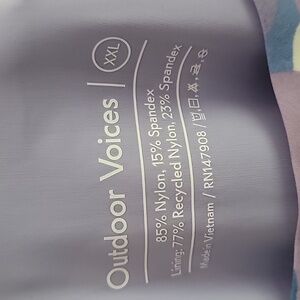 Outdoor Voices | XXL
85% Nylon, 15% Spandex
Lining: 77% Recycled Nylon, 23% Spandex
Made in Vietnam / RN147908 /